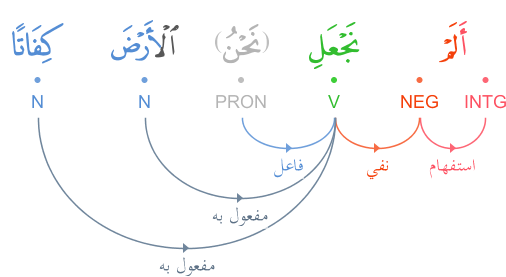 أَلَمْ نَجْعَلِ (نَحْنُ) ٱلْأَرْضَ كِفَاتًا
INTG NEG V PRON N N
استفهام نفي فاعل
مفعول به
مفعول به